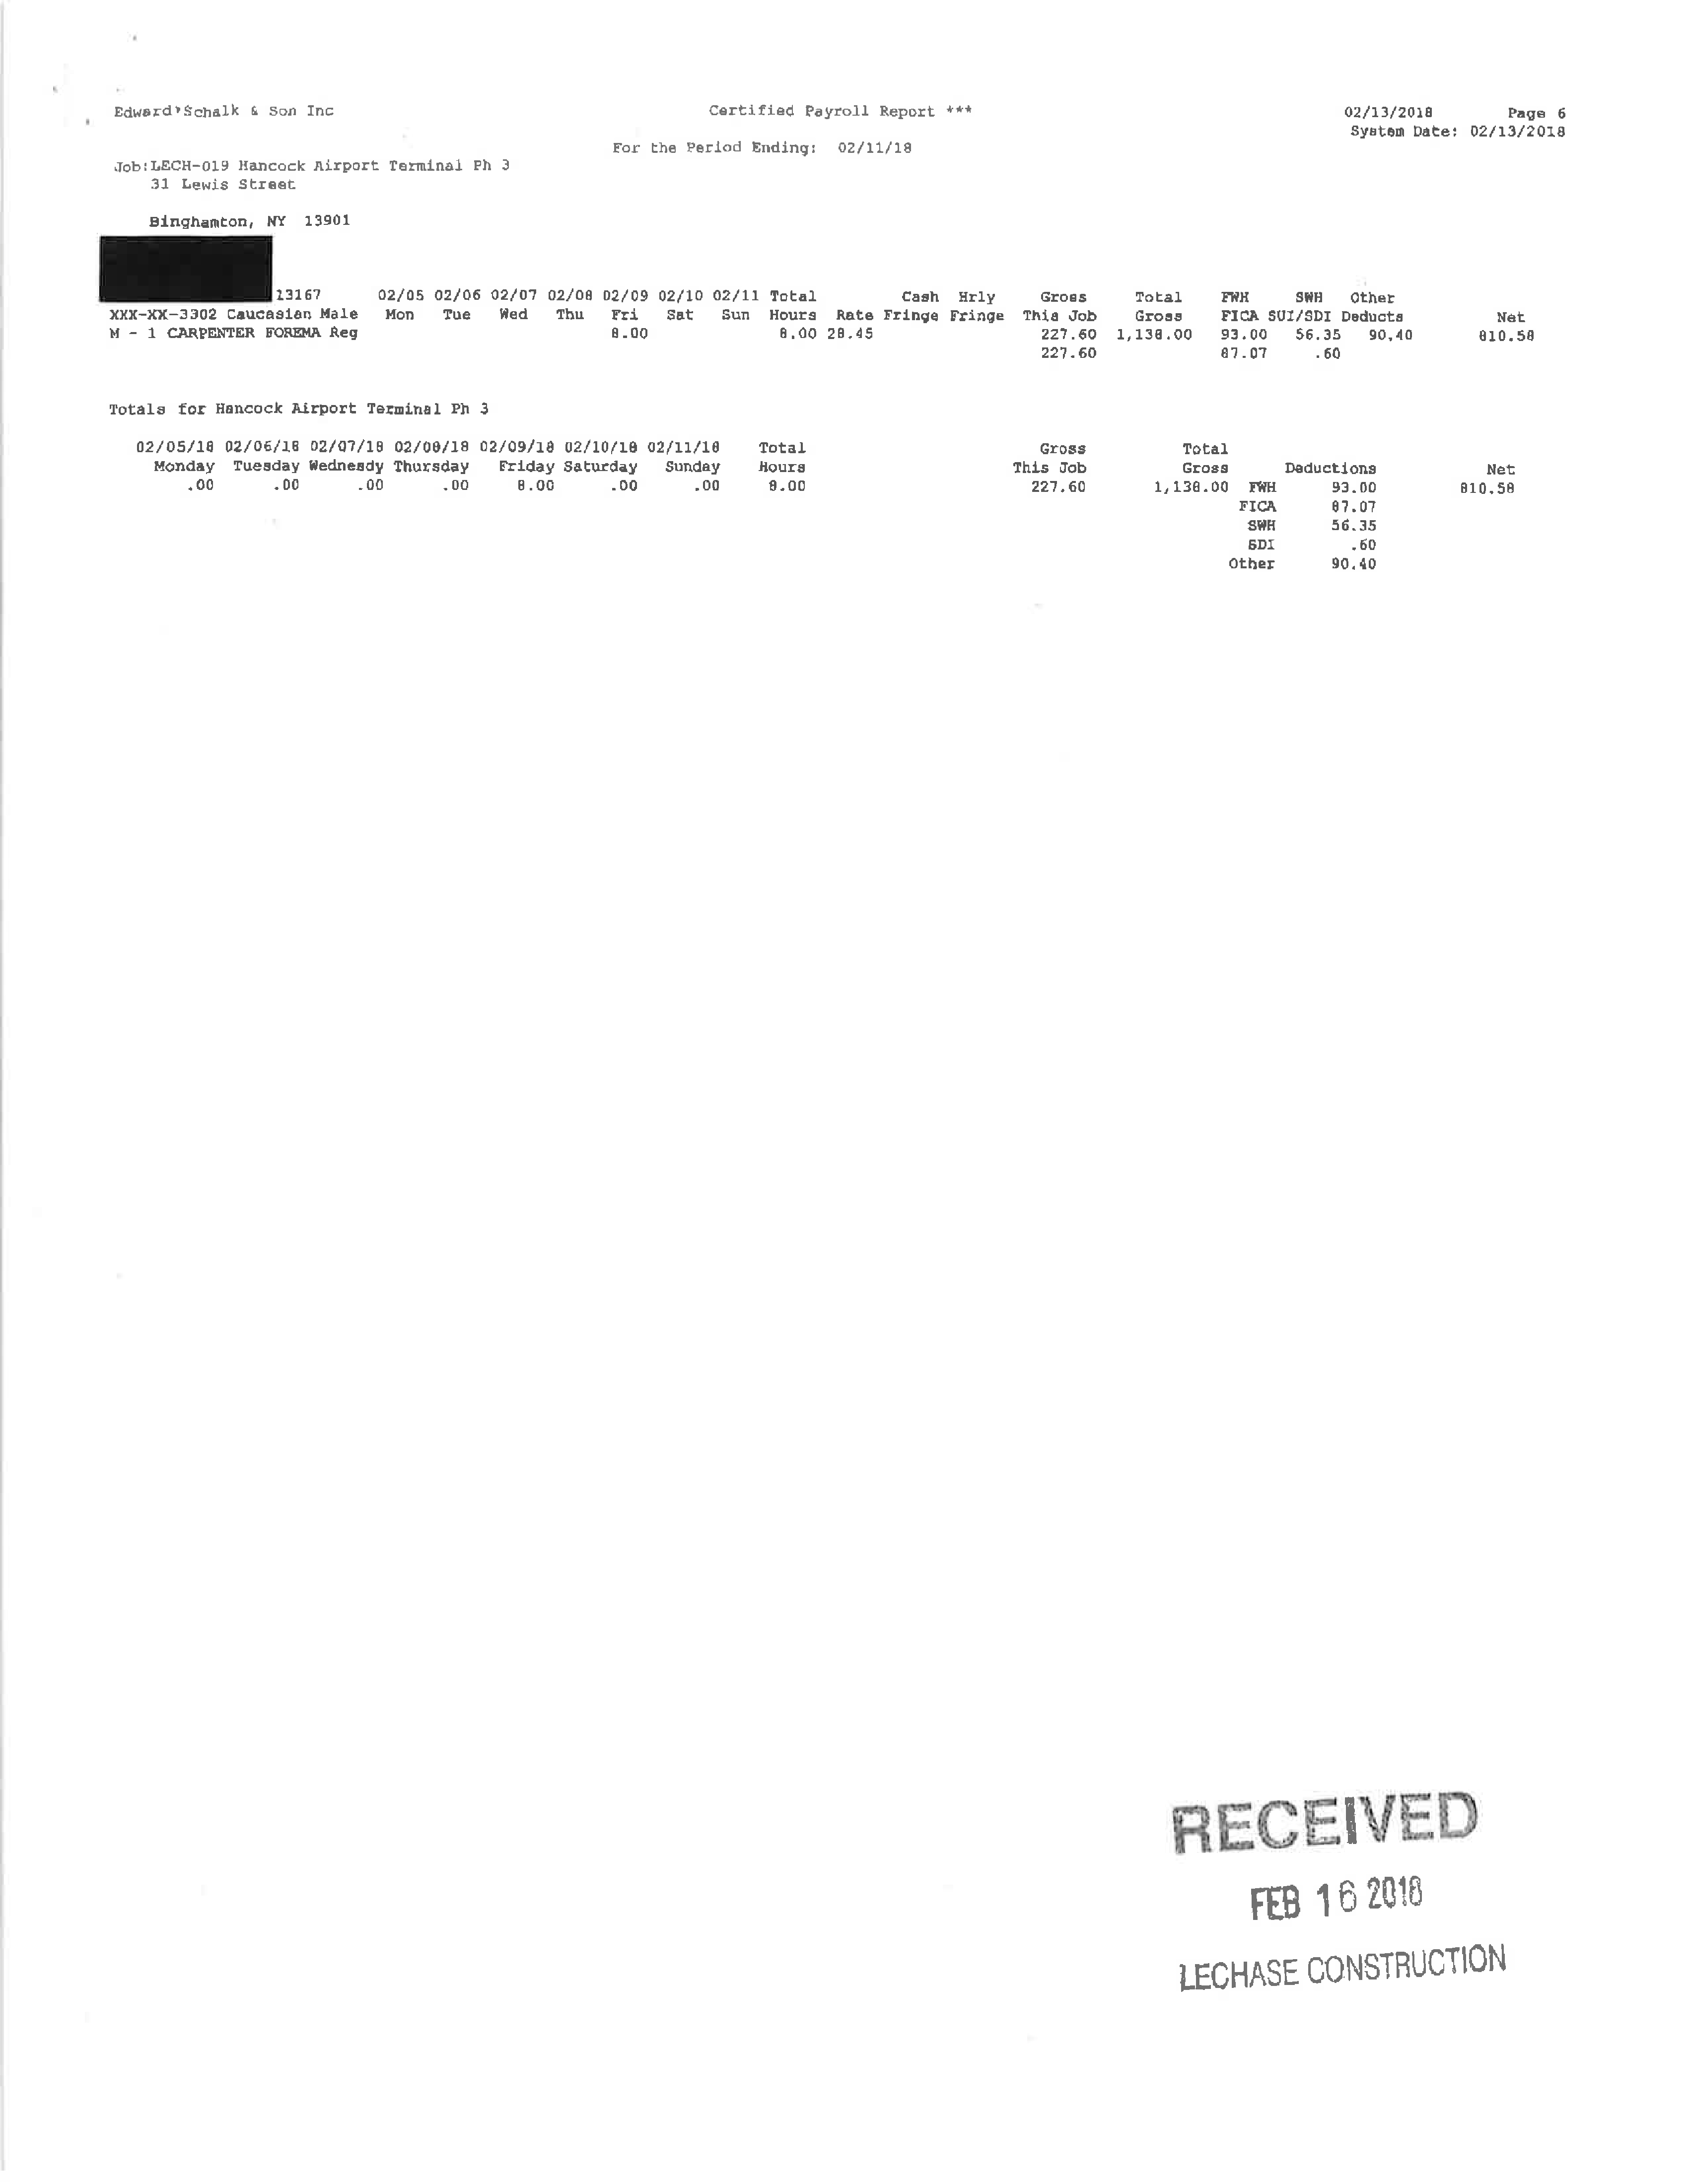 Edward Schalk & Son Inc Certified Payroll Report *** 02/13/2018 Page 6
System Date: 02/13/2018
For the Period Ending: 02/11/18
Job:LECH-019 Hancock Airport Terminal Ph 3
31 Lewis Street
Binghamton, NY 13901
13167 02/05 02/06 02/07 02/08 02/09 02/10 02/11 Total Cash Hrly Gross Total FWH SWH Other
XXX-XX-3302 Caucasian Male Mon Tue Wed Thu Fri Sat Sun Hours Rate Fringe Fringe This Job Gross FICA SUI/SDI Deducts Net
M - 1 CARPENTER FOREMA Reg 8.00 8.00 28.45 227.60 1,138.00 93.00 56.35 90.40 810.58
227.60 87.07 .60
Totals for Hancock Airport Terminal Ph 3
02/05/18 02/06/18 02/07/18 02/08/18 02/09/18 02/10/18 02/11/18 Total Gross Total
Monday Tuesday Wednesdy Thursday Friday Saturday Sunday Hours This Job Gross Deductions Net
.00 .00 .00 .00 8.00 .00 .00 8.00 227.60 1,138.00 FWH 93.00 810.58
FICA 87.07
SWH 56.35
SDI .60
Other 90.40
RECEIVED
FEB 16 2018
LECHASE CONSTRUCTION